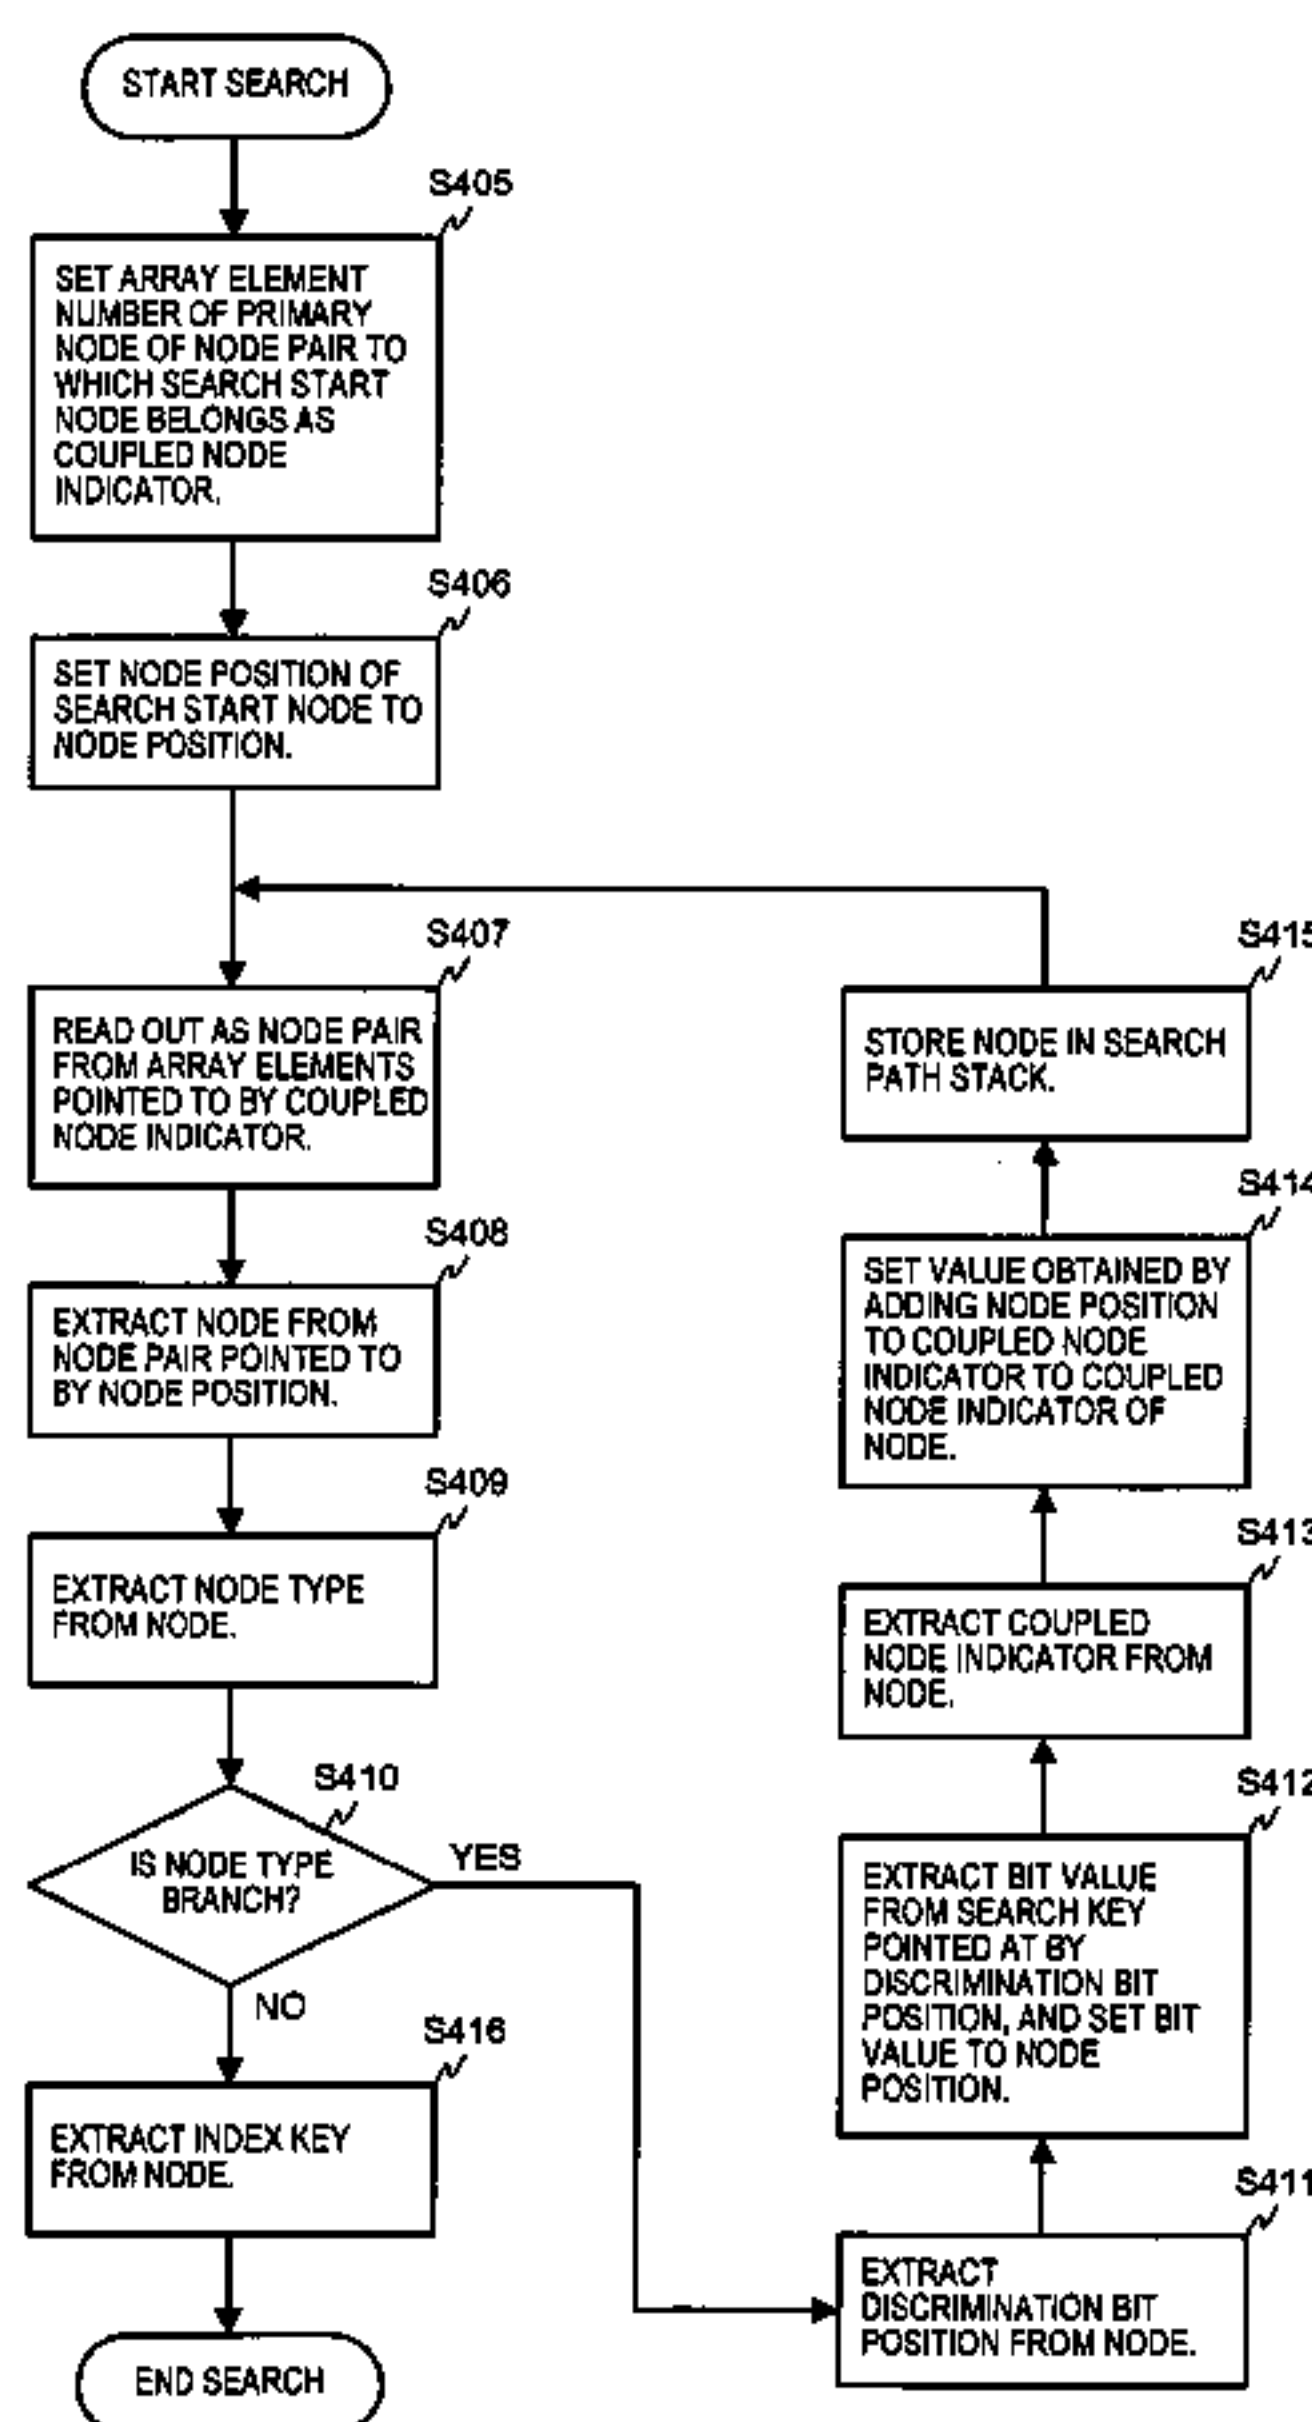 START SEARCH
S405
SET ARRAY ELEMENT
NUMBER OF PRIMARY
NODE OF NODE PAIR TO
WHICH SEARCH START
NODE BELONGS AS
COUPLED NODE
INDICATOR.
S406
SET NODE POSITION OF
SEARCH START NODE TO
NODE POSITION.
S407
READ OUT AS NODE PAIR
FROM ARRAY ELEMENTS
POINTED TO BY COUPLED
NODE INDICATOR.
S408
EXTRACT NODE FROM
NODE PAIR POINTED TO
BY NODE POSITION.
S409
EXTRACT NODE TYPE
FROM NODE.
S410
IS NODE TYPE
BRANCH?
YES
NO
S416
EXTRACT INDEX KEY
FROM NODE.
END SEARCH
S415
STORE NODE IN SEARCH
PATH STACK.
S414
SET VALUE OBTAINED BY
ADDING NODE POSITION
TO COUPLED NODE
INDICATOR TO COUPLED
NODE INDICATOR OF
NODE.
S413
EXTRACT COUPLED
NODE INDICATOR FROM
NODE.
S412
EXTRACT BIT VALUE
FROM SEARCH KEY
POINTED AT BY
DISCRIMINATION BIT
POSITION, AND SET BIT
VALUE TO NODE
POSITION.
S411
EXTRACT
DISCRIMINATION BIT
POSITION FROM NODE.